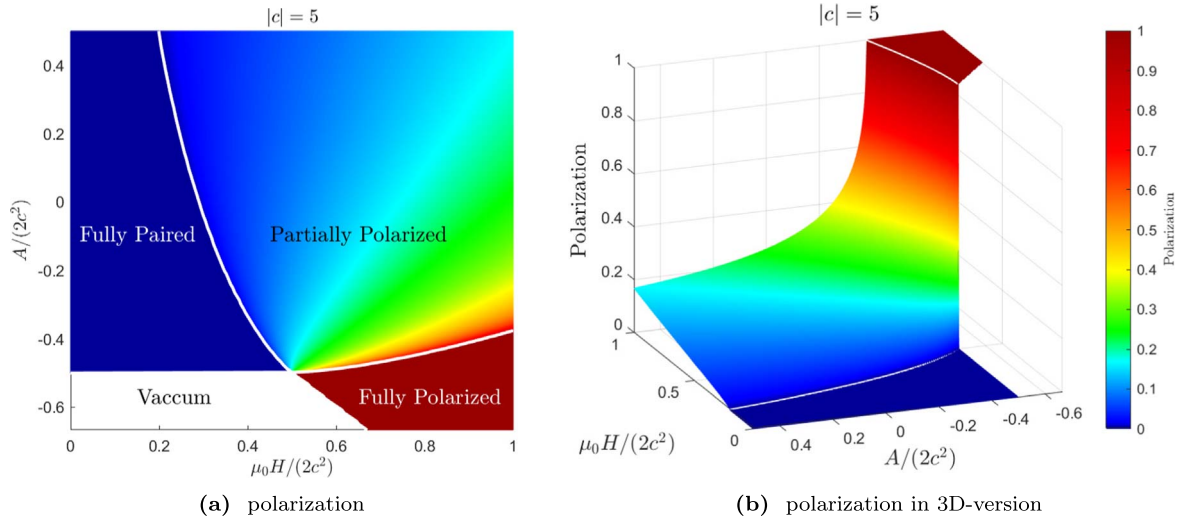 |c| = 5
0.4
0.2
0
-0.2
-0.4
-0.6
A/(2c²)
Fully Paired
Partially Polarized
Vaccum
Fully Polarized
0
0.2
0.4
0.6
0.8
1
μ₀H/(2c²)
(a) polarization
|c| = 5
1
0.8
0.6
0.4
0.2
0
Polarization
1
0.5
0
μ₀H/(2c²)
0.4
0.2
0
-0.2
-0.4
-0.6
A/(2c²)
1
0.9
0.8
0.7
0.6
0.5
0.4
0.3
0.2
0.1
0
Polarization
(b) polarization in 3D-version